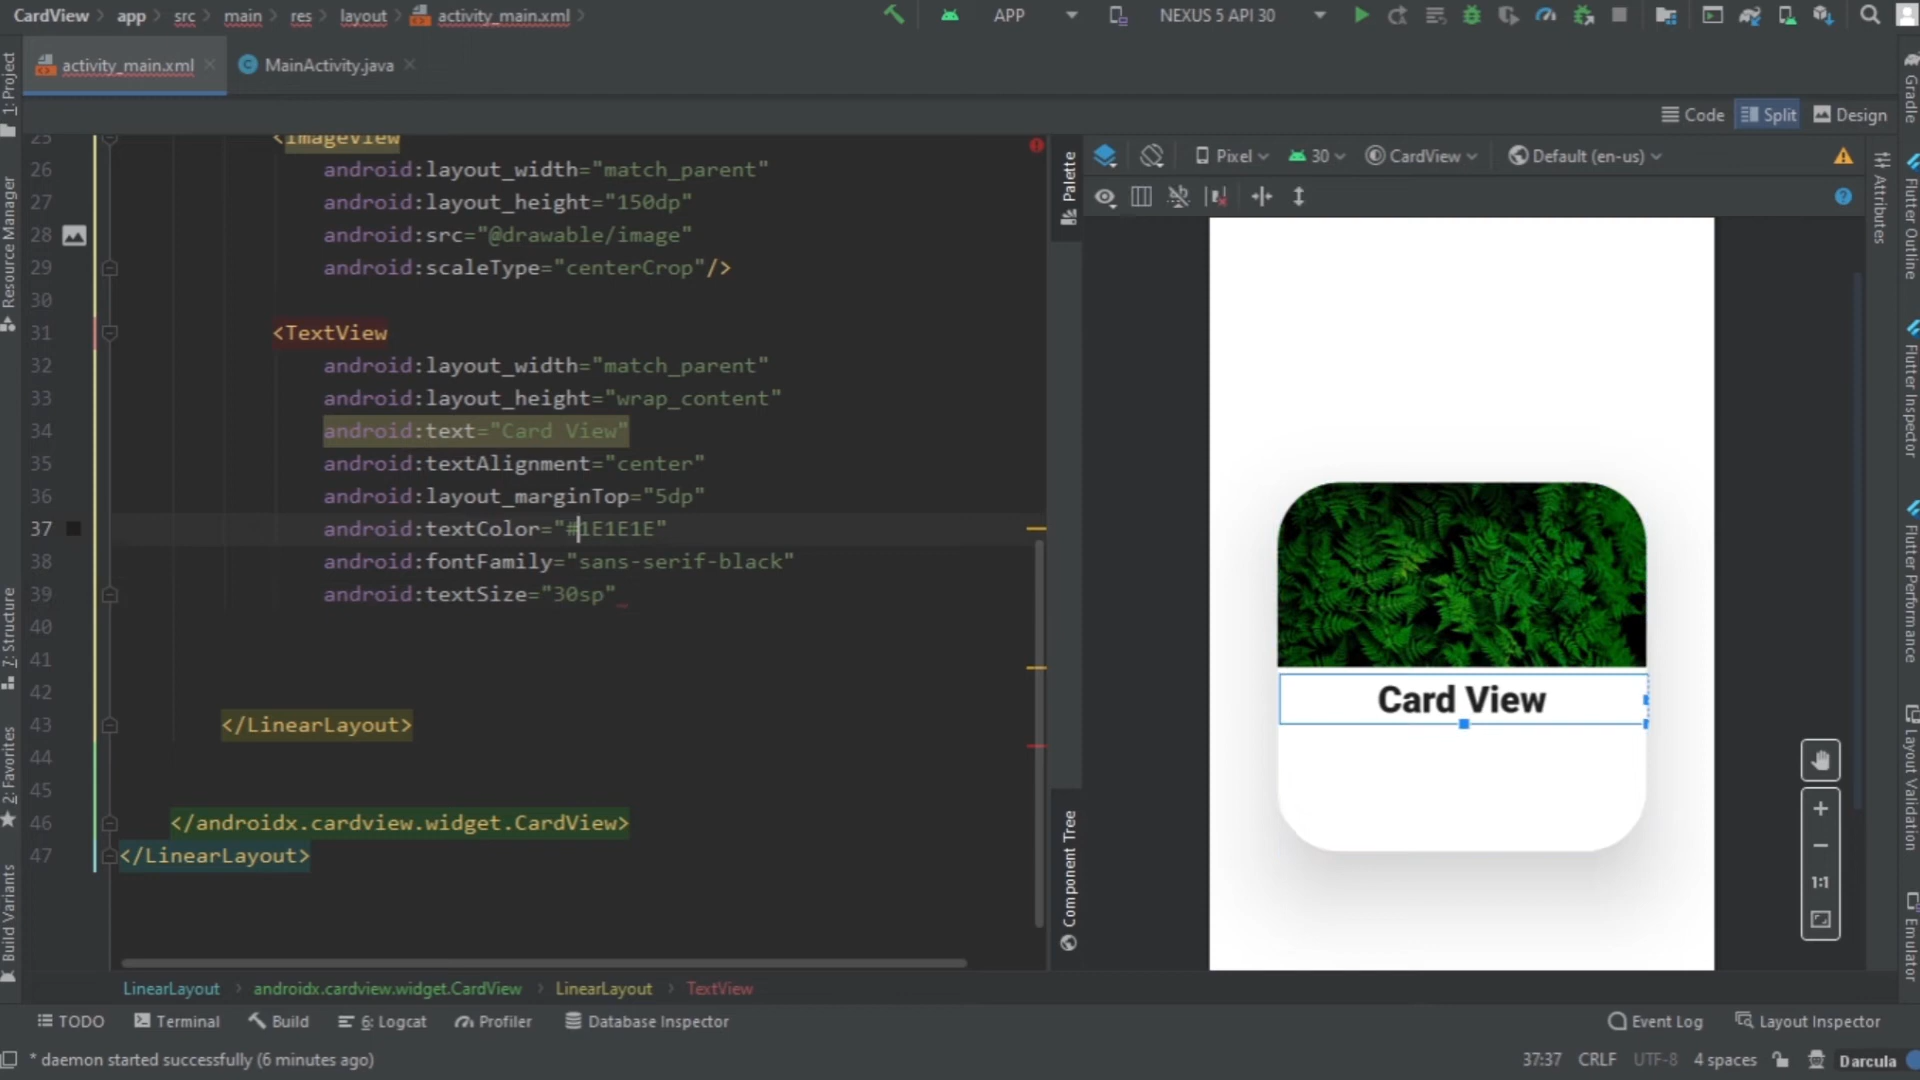 CardView app src main res layout activity_main.xml
APP NEXUS 5 API 30
activity_main.xml MainActivity.java
Code Split Design
25 <ImageView
26 android:layout_width="match_parent"
27 android:layout_height="150dp"
28 android:src="@drawable/image"
29 android:scaleType="centerCrop"/>
30
31 <TextView
32 android:layout_width="match_parent"
33 android:layout_height="wrap_content"
34 android:text="Card View"
35 android:textAlignment="center"
36 android:layout_marginTop="5dp"
37 android:textColor="#1E1E1E"
38 android:fontFamily="sans-serif-black"
39 android:textSize="30sp"
40
41
42
43 </LinearLayout>
44
45
46 </androidx.cardview.widget.CardView>
47 </LinearLayout>
1: Project
Resource Manager
7: Structure
2: Favorites
Build Variants
Palette
Component Tree
Pixel 30 CardView Default (en-us)
Card View
1:1
Attributes
Gradle
Flutter Outline
Flutter Inspector
Flutter Performance
Layout Validation
Emulator
LinearLayout androidx.cardview.widget.CardView LinearLayout TextView
TODO Terminal Build 6: Logcat Profiler Database Inspector Event Log Layout Inspector
* daemon started successfully (6 minutes ago) 37:37 CRLF UTF-8 4 spaces Darcula